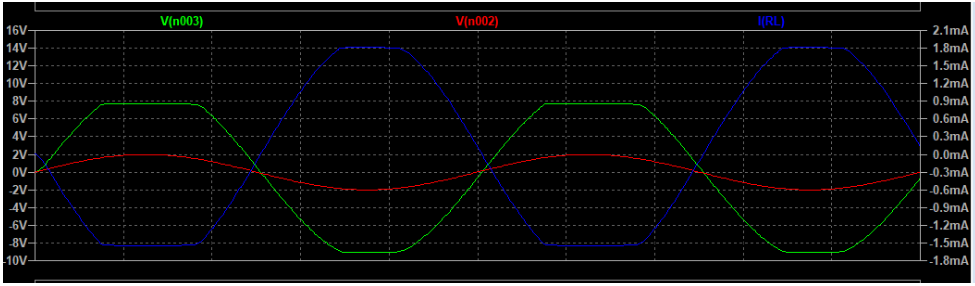 V(n003) V(n002) I(RL)
16V 2.1mA
14V 1.8mA
12V 1.5mA
10V 1.2mA
8V 0.9mA
6V 0.6mA
4V 0.3mA
2V 0.0mA
0V -0.3mA
-2V -0.6mA
-4V -0.9mA
-6V -1.2mA
-8V -1.5mA
-10V -1.8mA